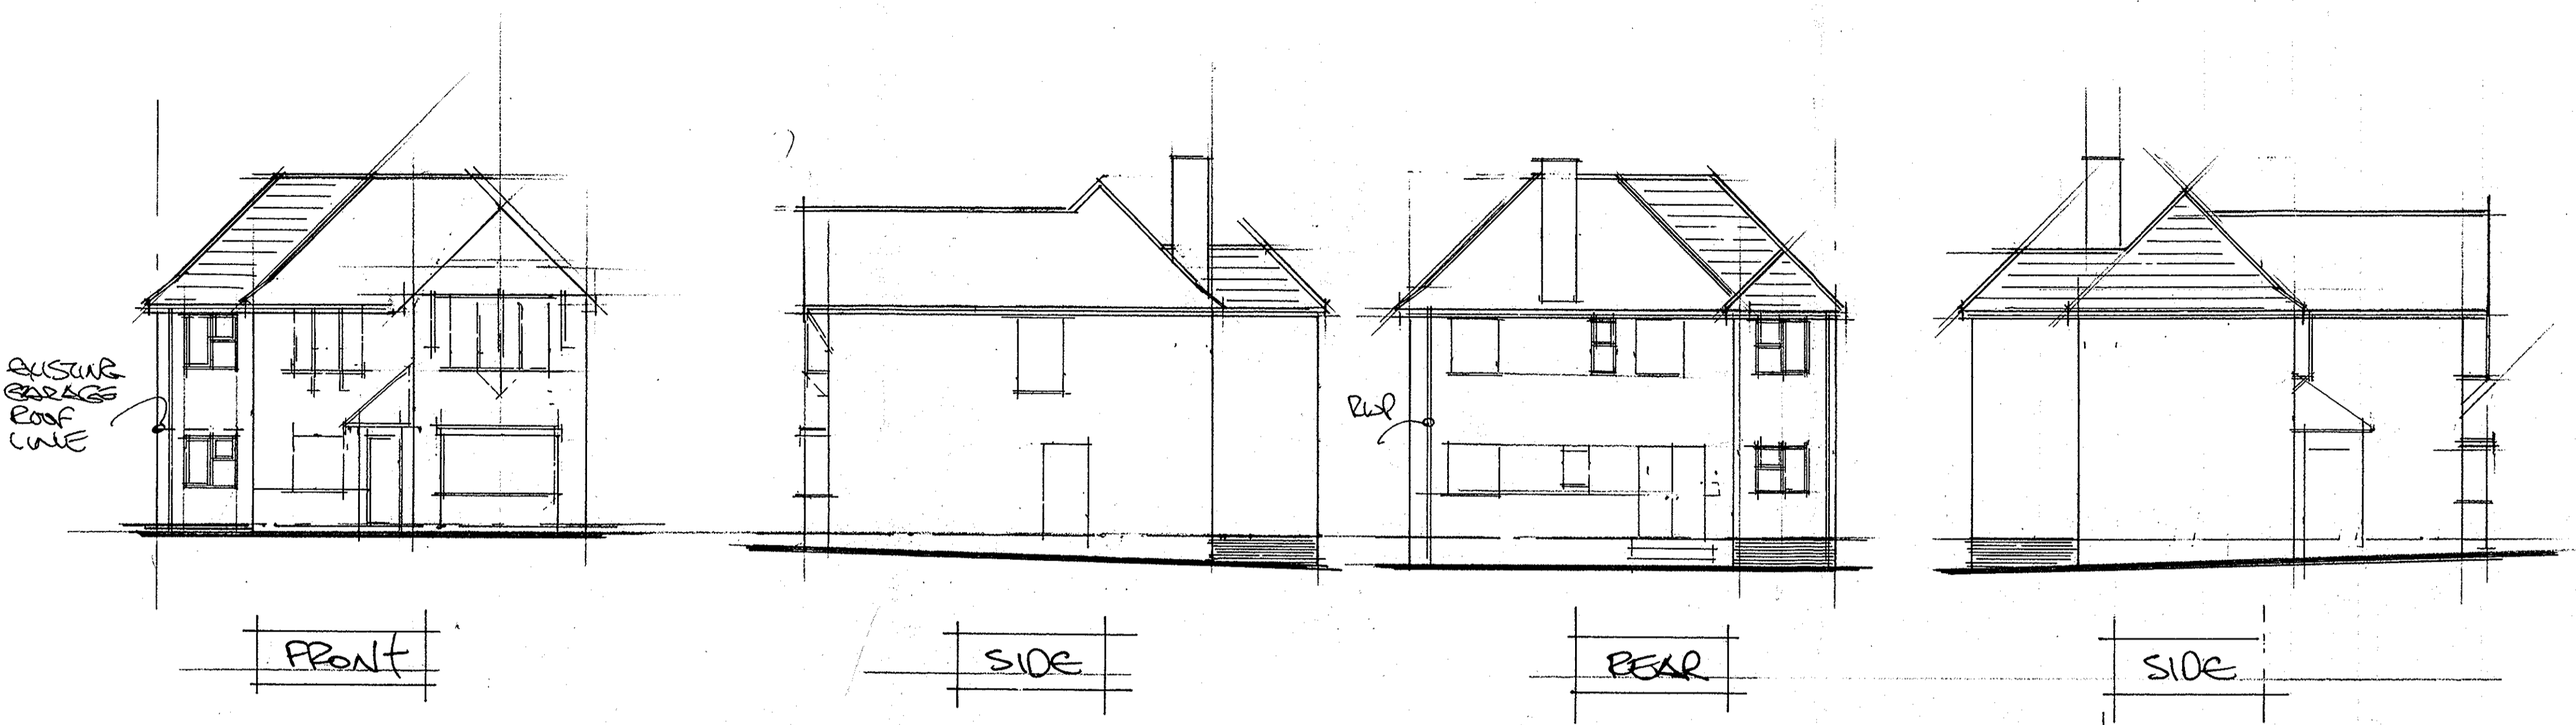 EXISTING
GARAGE
ROOF
LINE
RWP
FRONT
SIDE
REAR
SIDE